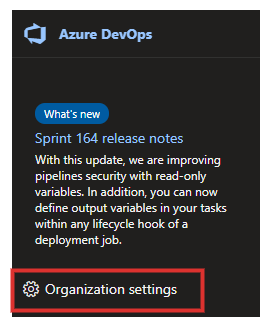 Azure DevOps
What's new
Sprint 164 release notes
With this update, we are improving
pipelines security with read-only
variables. In addition, you can now
define output variables in your tasks
within any lifecycle hook of a
deployment job.
Organization settings